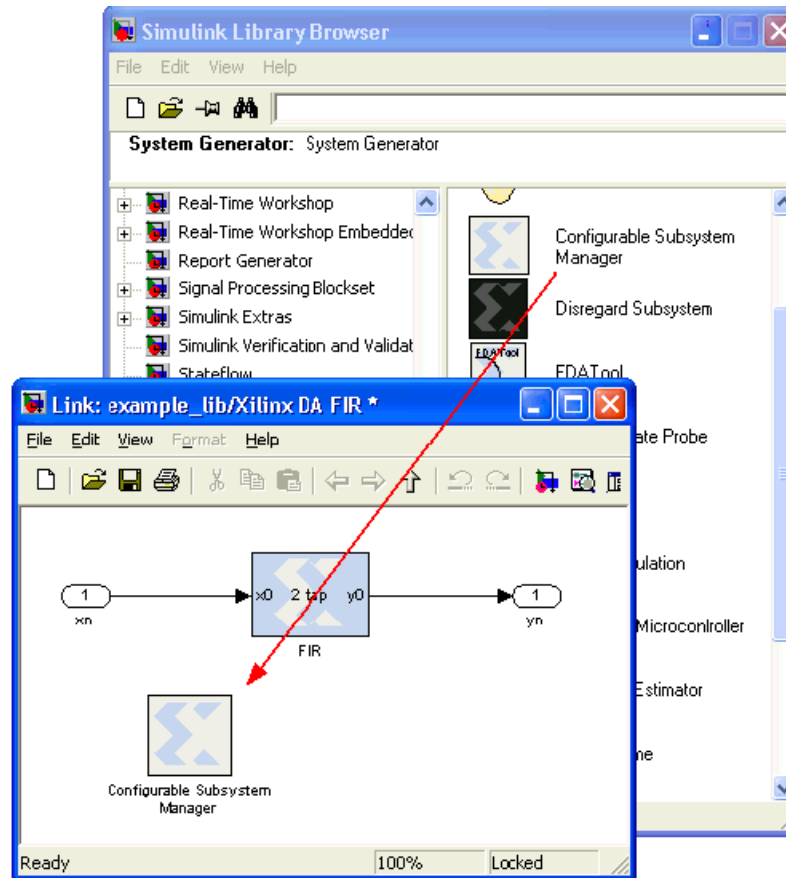 Simulink Library Browser
File Edit View Help
System Generator: System Generator
Real-Time Workshop
Real-Time Workshop Embedded
Report Generator
Signal Processing Blockset
Simulink Extras
Simulink Verification and Validat
Stateflow
Configurable Subsystem
Manager
Disregard Subsystem
FDATool
FDATool
ate Probe
ulation
Microcontroller
Estimator
me
Link: example_lib/Xilinx DA FIR *
File Edit View Format Help
1
xn
x0 2 tap y0
FIR
1
yn
Configurable Subsystem
Manager
Ready 100% Locked